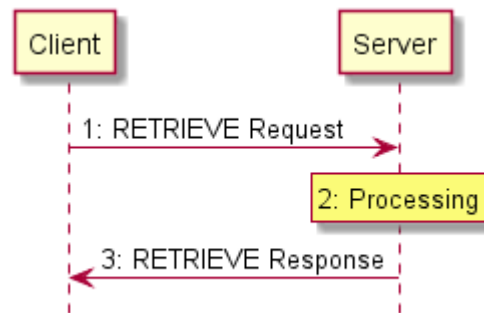 Client
Server
1: RETRIEVE Request
2: Processing
3: RETRIEVE Response